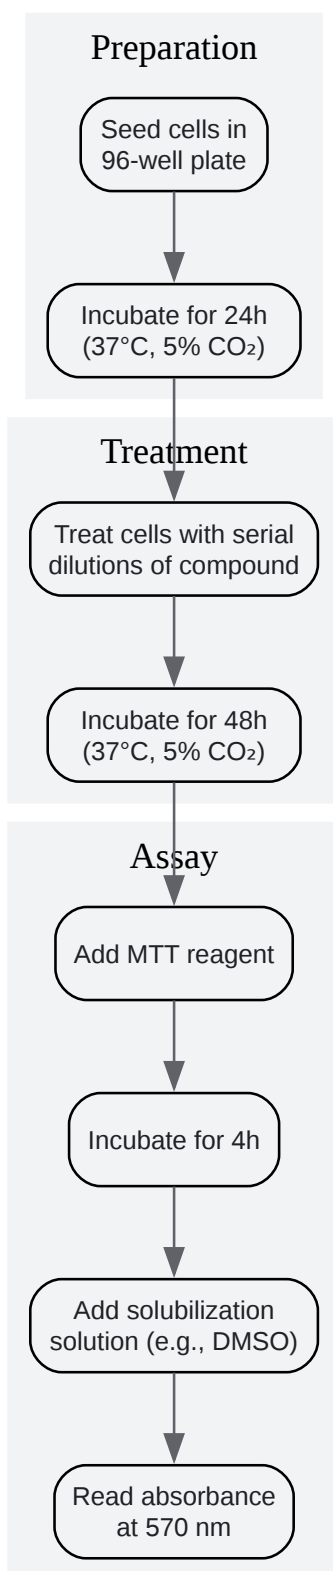 Preparation
Seed cells in
96-well plate
Incubate for 24h
(37°C, 5% CO₂)
Treatment
Treat cells with serial
dilutions of compound
Incubate for 48h
(37°C, 5% CO₂)
Assay
Add MTT reagent
Incubate for 4h
Add solubilization
solution (e.g., DMSO)
Read absorbance
at 570 nm